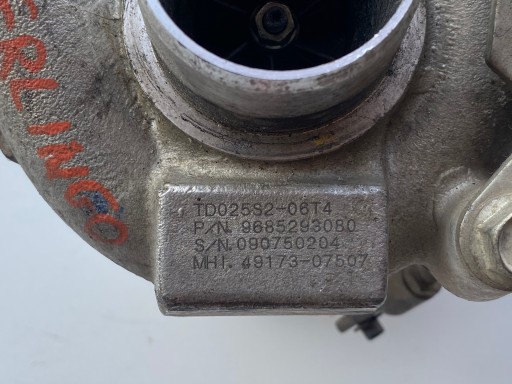 ERLINGO
TD025S2-06T4
P/N. 9685293080
S/N.090750204
MHI. 49173-07507